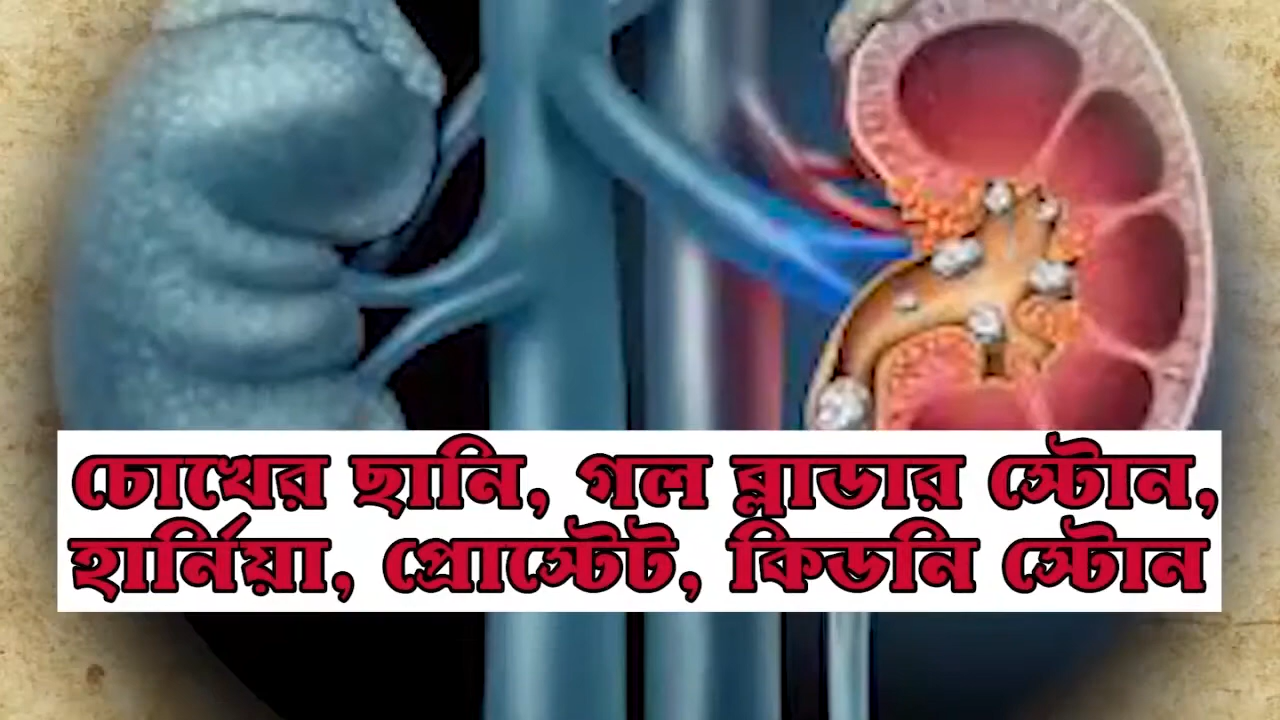 চোখের ছানি, গল ব্লাডার স্টোন,
হার্নিয়া, প্রোস্টেট, কিডনি স্টোন